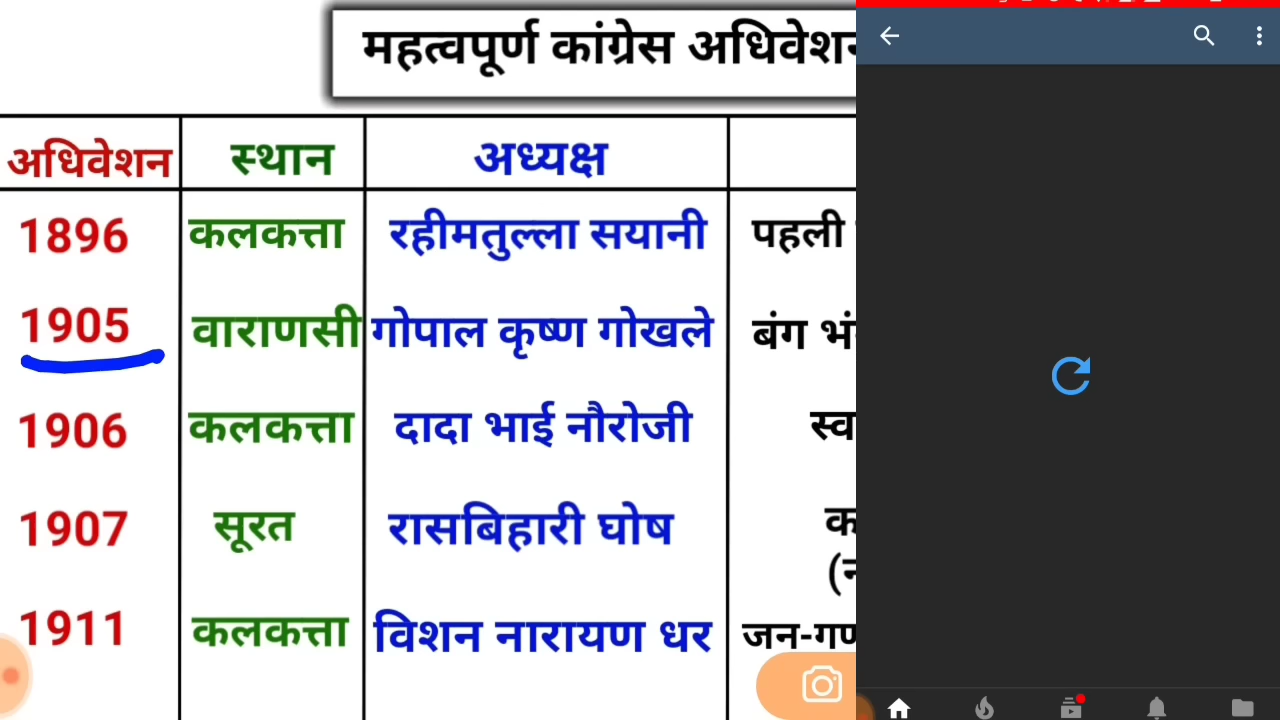 महत्वपूर्ण कांग्रेस अधिवेशन
अधिवेशन स्थान अध्यक्ष
1896 कलकत्ता रहीमतुल्ला सयानी पहली
1905 वाराणसी गोपाल कृष्ण गोखले बंग
1906 कलकत्ता दादा भाई नौरोजी
1907 सूरत रासबिहारी घोष
1911 कलकत्ता विशन नारायण धर